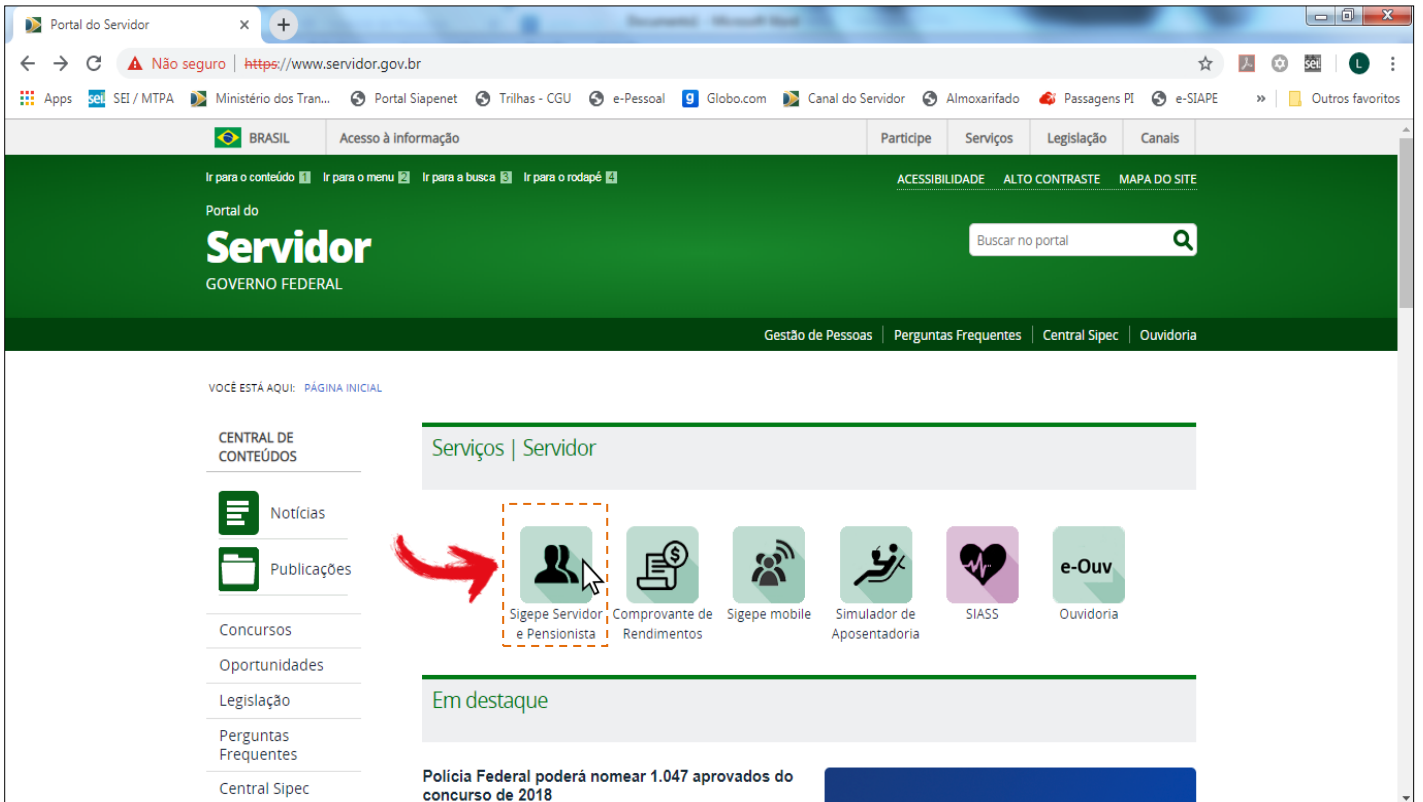 Portal do Servidor
Não seguro | https://www.servidor.gov.br
Apps SEI / MTPA Ministério dos Tran... Portal Siapenet Trilhas - CGU e-Pessoal Globo.com Canal do Servidor Almoxarifado Passagens PI e-SIAPE » Outros favoritos
BRASIL Acesso à informação Participe Serviços Legislação Canais
Ir para o conteúdo 1 Ir para o menu 2 Ir para a busca 3 Ir para o rodapé 4 ACESSIBILIDADE ALTO CONTRASTE MAPA DO SITE
Portal do
Servidor
Buscar no portal
GOVERNO FEDERAL
Gestão de Pessoas | Perguntas Frequentes | Central Sipec | Ouvidoria
VOCÊ ESTÁ AQUI: PÁGINA INICIAL
CENTRAL DE
CONTEÚDOS
Notícias
Publicações
Concursos
Oportunidades
Legislação
Perguntas
Frequentes
Central Sipec
Serviços | Servidor
e-Ouv
Sigepe Servidor
e Pensionista
Comprovante de
Rendimentos
Sigepe mobile
Simulador de
Aposentadoria
SIASS
Ouvidoria
Em destaque
Polícia Federal poderá nomear 1.047 aprovados do
concurso de 2018